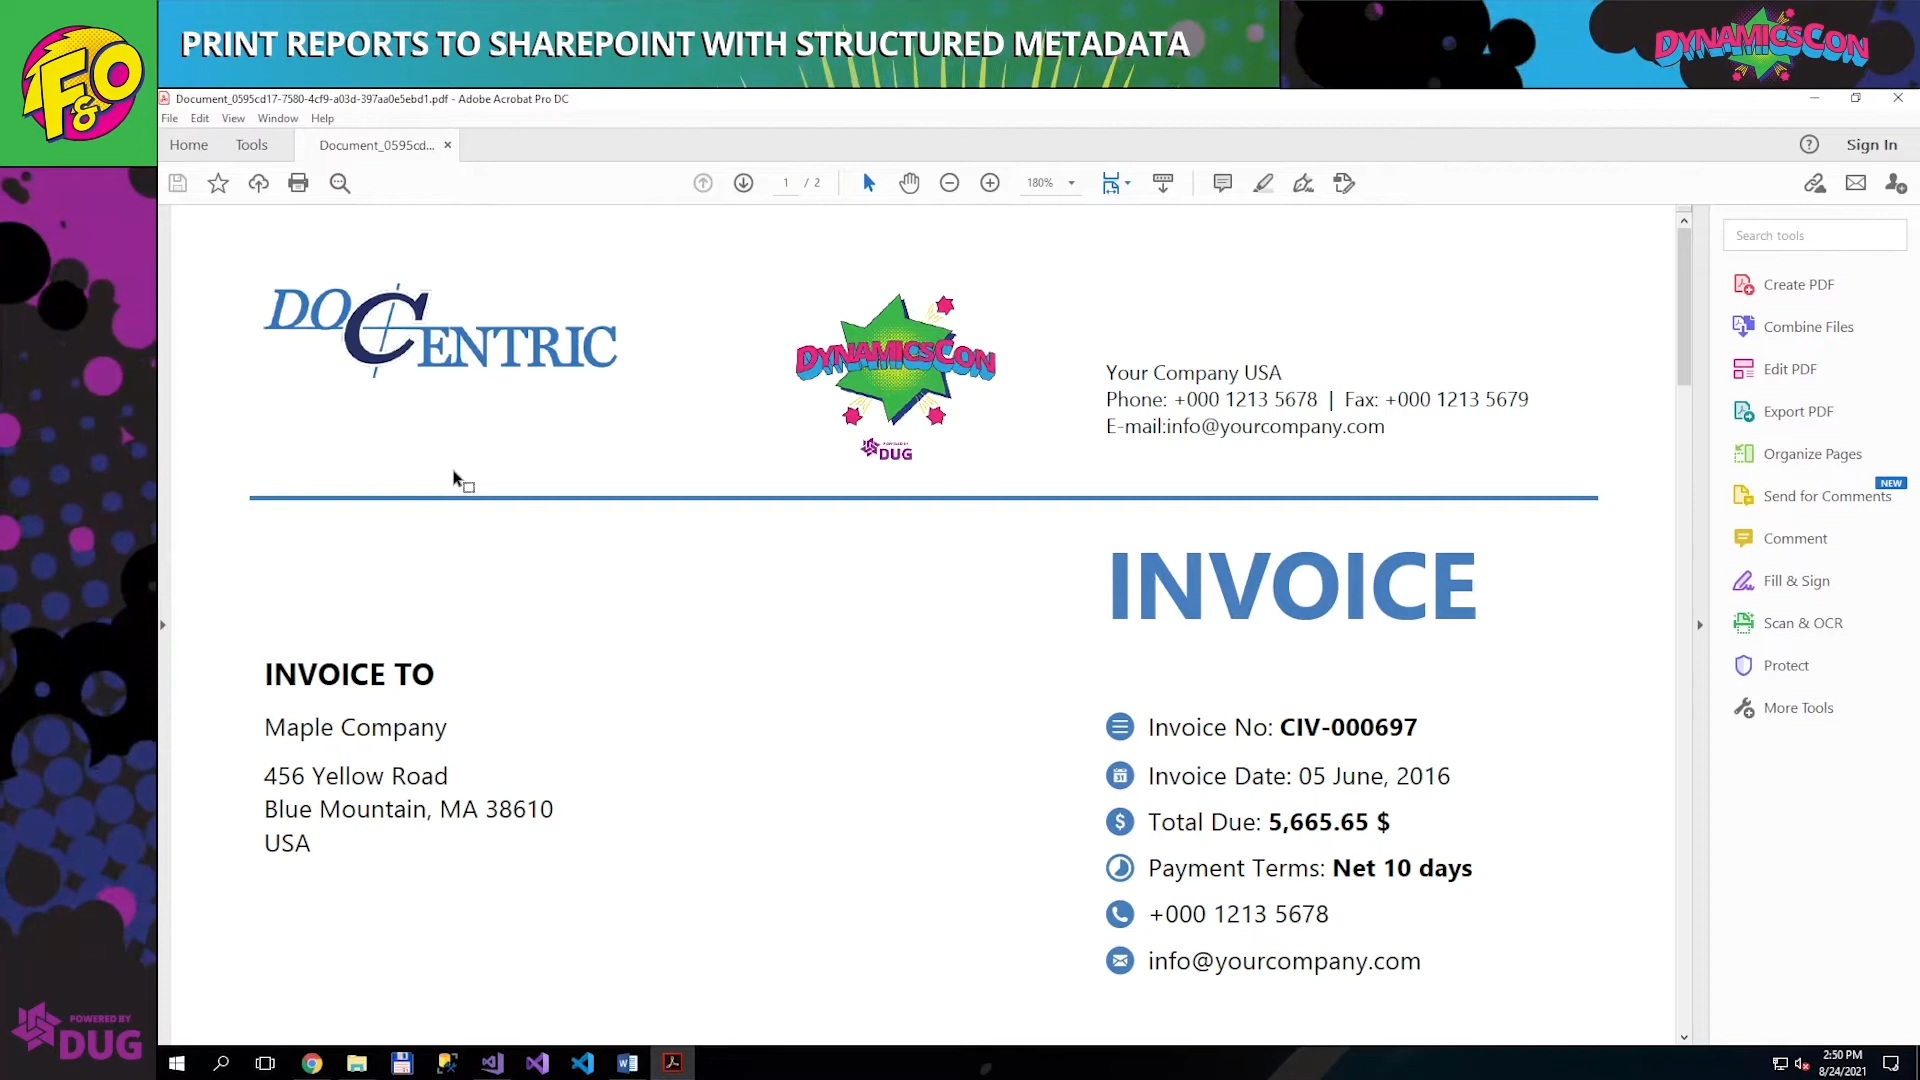 F&O
PRINT REPORTS TO SHAREPOINT WITH STRUCTURED METADATA
DYNAMICSCON
Document_0595cd17-7580-4cf9-a03d-397aa0e5ebd1.pdf - Adobe Acrobat Pro DC
File Edit View Window Help
Home Tools Document_0595cd... ×
Sign In
1 / 2
180%
Search tools
Create PDF
Combine Files
Edit PDF
Export PDF
Organize Pages
NEW
Send for Comments
Comment
Fill & Sign
Scan & OCR
Protect
More Tools
DOCENTRIC
DYNAMICSCON
POWERED BY
DUG
Your Company USA
Phone: +000 1213 5678 | Fax: +000 1213 5679
E-mail:info@yourcompany.com
INVOICE
INVOICE TO
Maple Company
456 Yellow Road
Blue Mountain, MA 38610
USA
Invoice No: CIV-000697
31
Invoice Date: 05 June, 2016
$
Total Due: 5,665.65 $
Payment Terms: Net 10 days
+000 1213 5678
info@yourcompany.com
POWERED BY
DUG
2:50 PM
8/24/2021